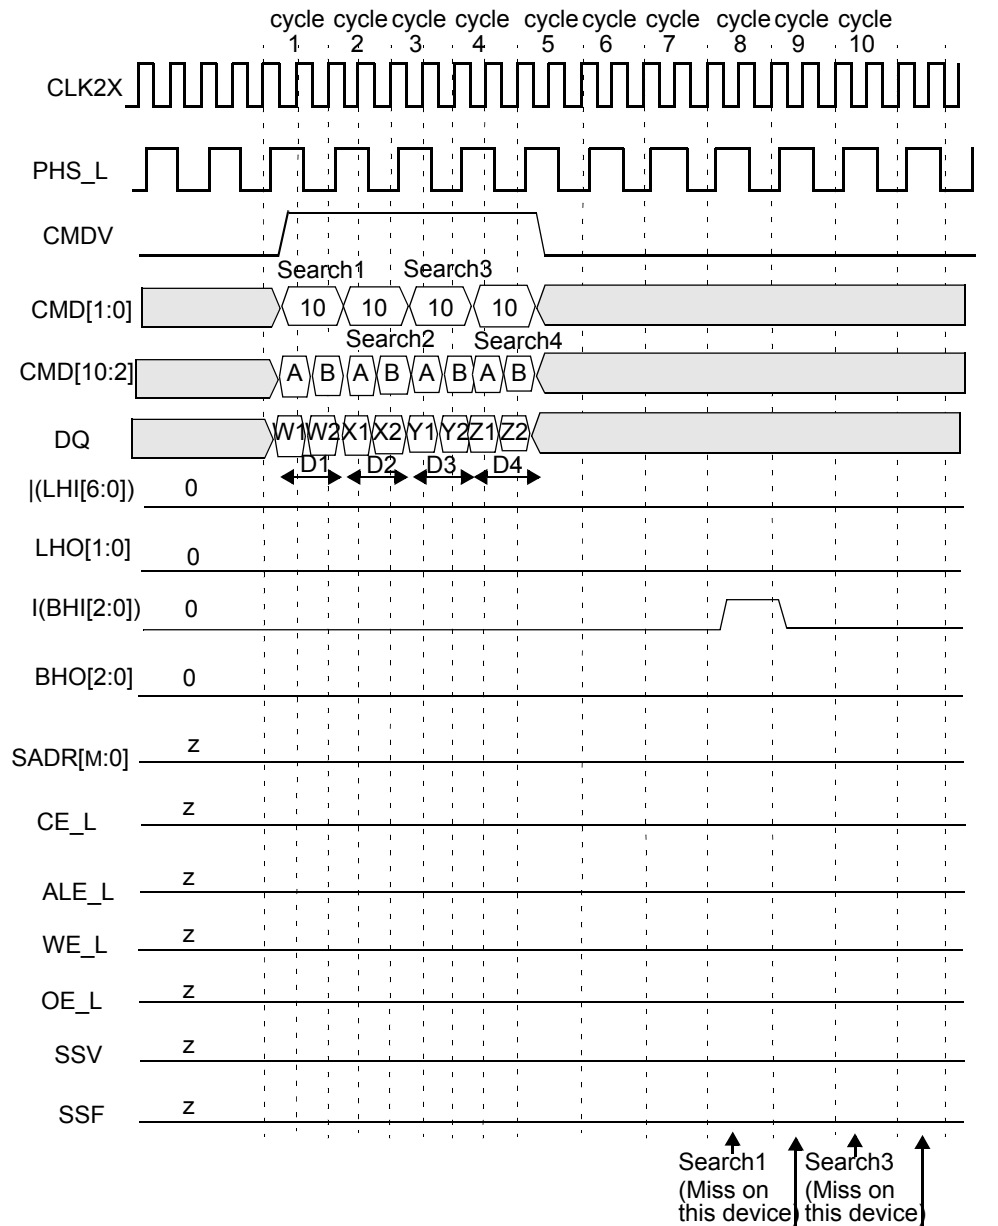 cycle cycle cycle cycle cycle cycle cycle cycle cycle cycle
1 2 3 4 5 6 7 8 9 10
CLK2X
PHS_L
CMDV
Search1 Search3
CMD[1:0] 10 10 10 10
Search2 Search4
CMD[10:2] A B A B A B A B
DQ W1 W2 X1 X2 Y1 Y2 Z1 Z2
D1 D2 D3 D4
|(LHI[6:0]) 0
LHO[1:0] 0
I(BHI[2:0]) 0
BHO[2:0] 0
SADR[M:0] z
CE_L z
ALE_L z
WE_L z
OE_L z
SSV z
SSF z
Search1 Search3
(Miss on (Miss on
this device) this device)